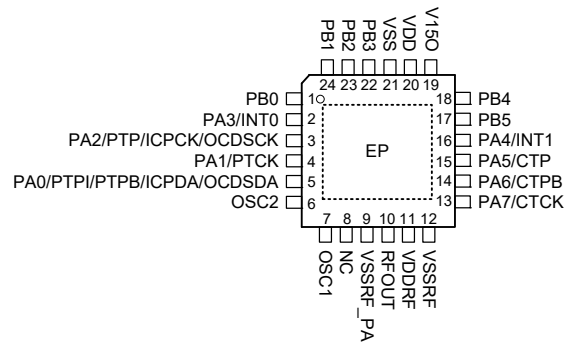 PB1 PB2 PB3 VSS VDD V15O
24 23 22 21 20 19
PB0 1 18 PB4
PA3/INT0 2 17 PB5
PA2/PTP/ICPCK/OCDSCK 3 16 PA4/INT1
EP
PA1/PTCK 4 15 PA5/CTP
PA0/PTPI/PTPB/ICPDA/OCDSDA 5 14 PA6/CTPB
OSC2 6 13 PA7/CTCK
7 8 9 10 11 12
OSC1 NC VSSRF_PA RFOUT VDDRF VSSRF